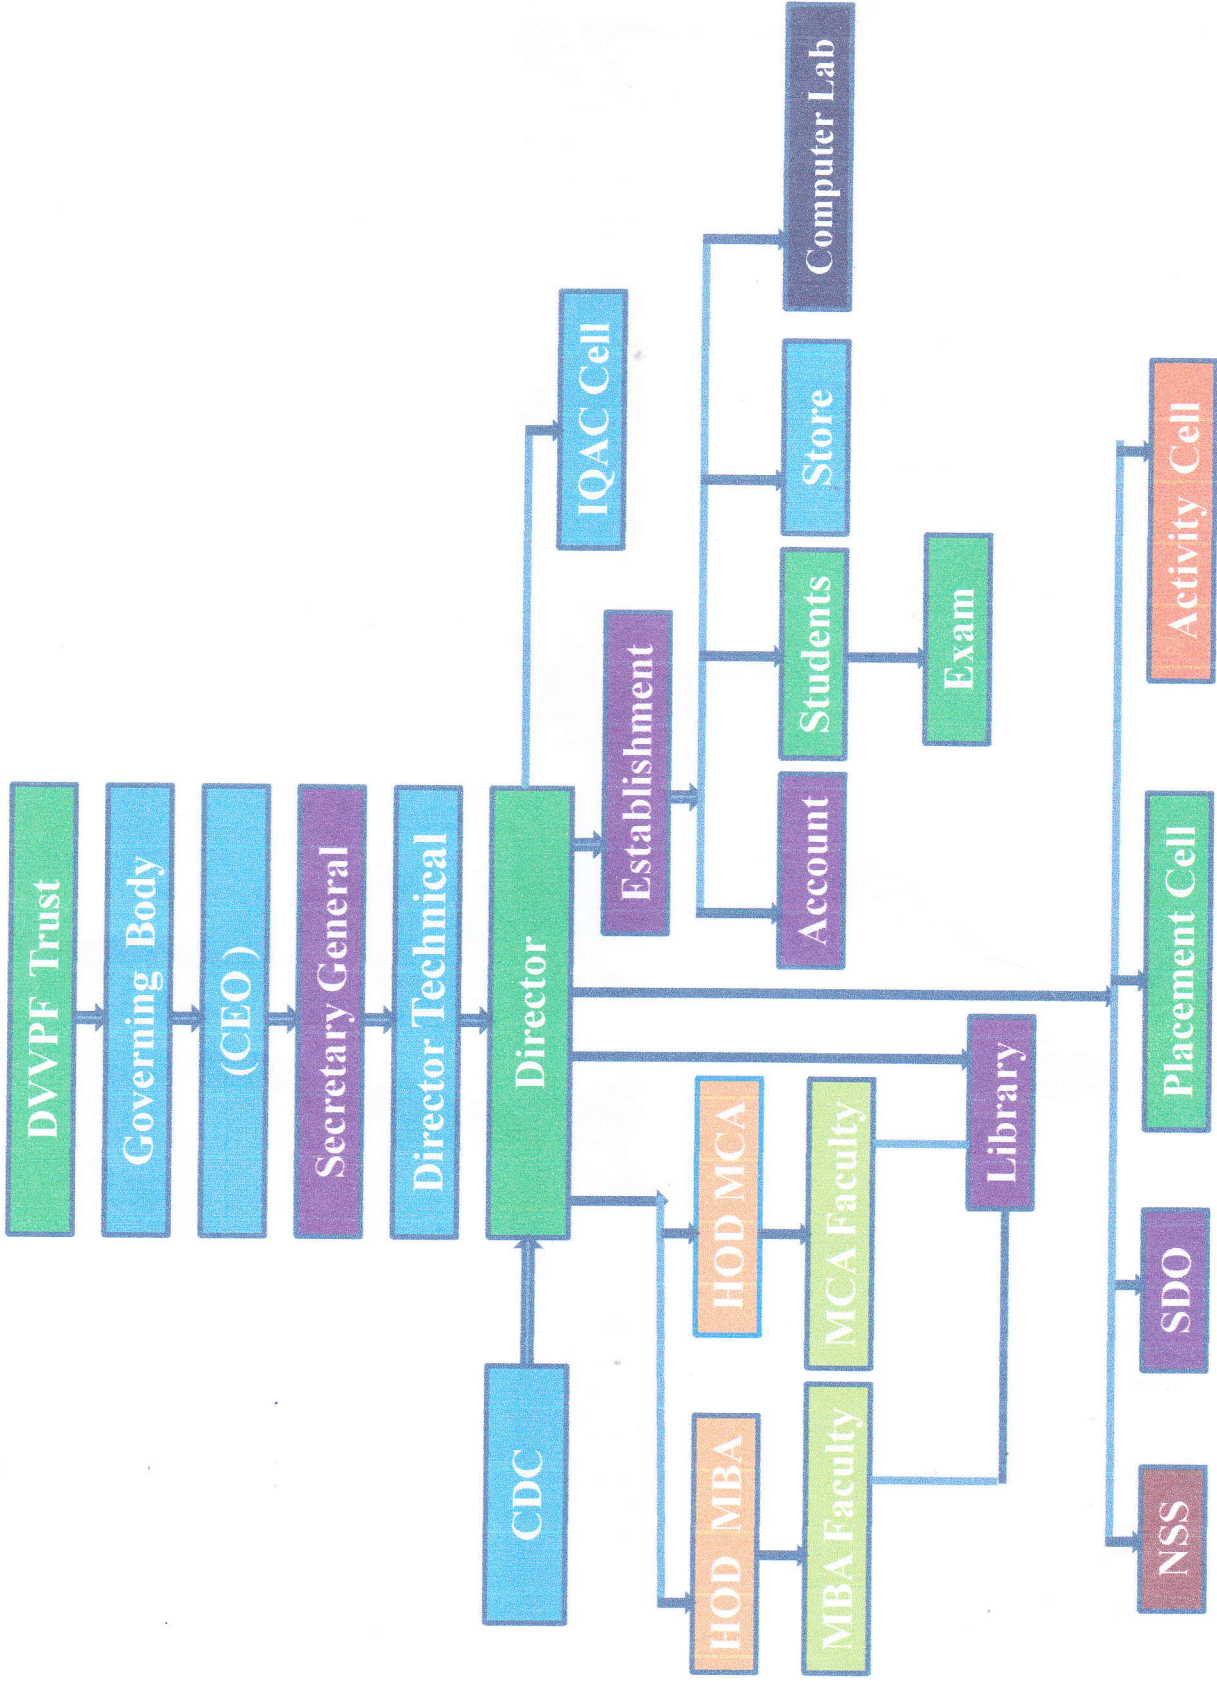 DVVPF Trust
Governing Body
(CEO )
Secretary General
Director Technical
CDC
Director
IQAC Cell
Establishment
HOD MBA
HOD MCA
Account
Students
Store
Computer Lab
MBA Faculty
MCA Faculty
Exam
Library
NSS
SDO
Placement Cell
Activity Cell